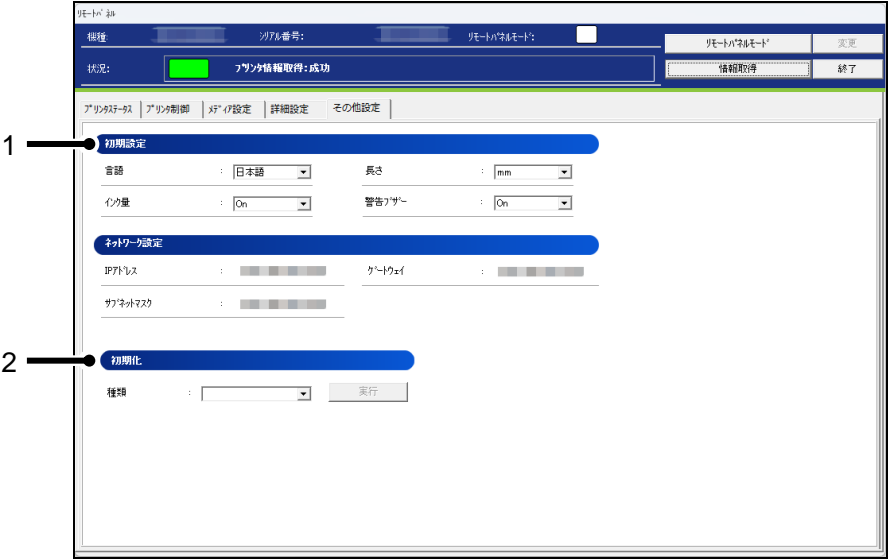 リモートパネル
機種: シリアル番号: リモートパネルモード:
リモートパネルモード 変更
状況: プリンタ情報取得:成功
情報取得 終了
プリンタステータス プリンタ制御 メディア設定 詳細設定 その他設定
1 初期設定
言語 : 日本語 長さ : mm
インク量 : On 警告ブザー : On
ネットワーク設定
IPアドレス : ゲートウェイ :
サブネットマスク :
2 初期化
種類 : 実行